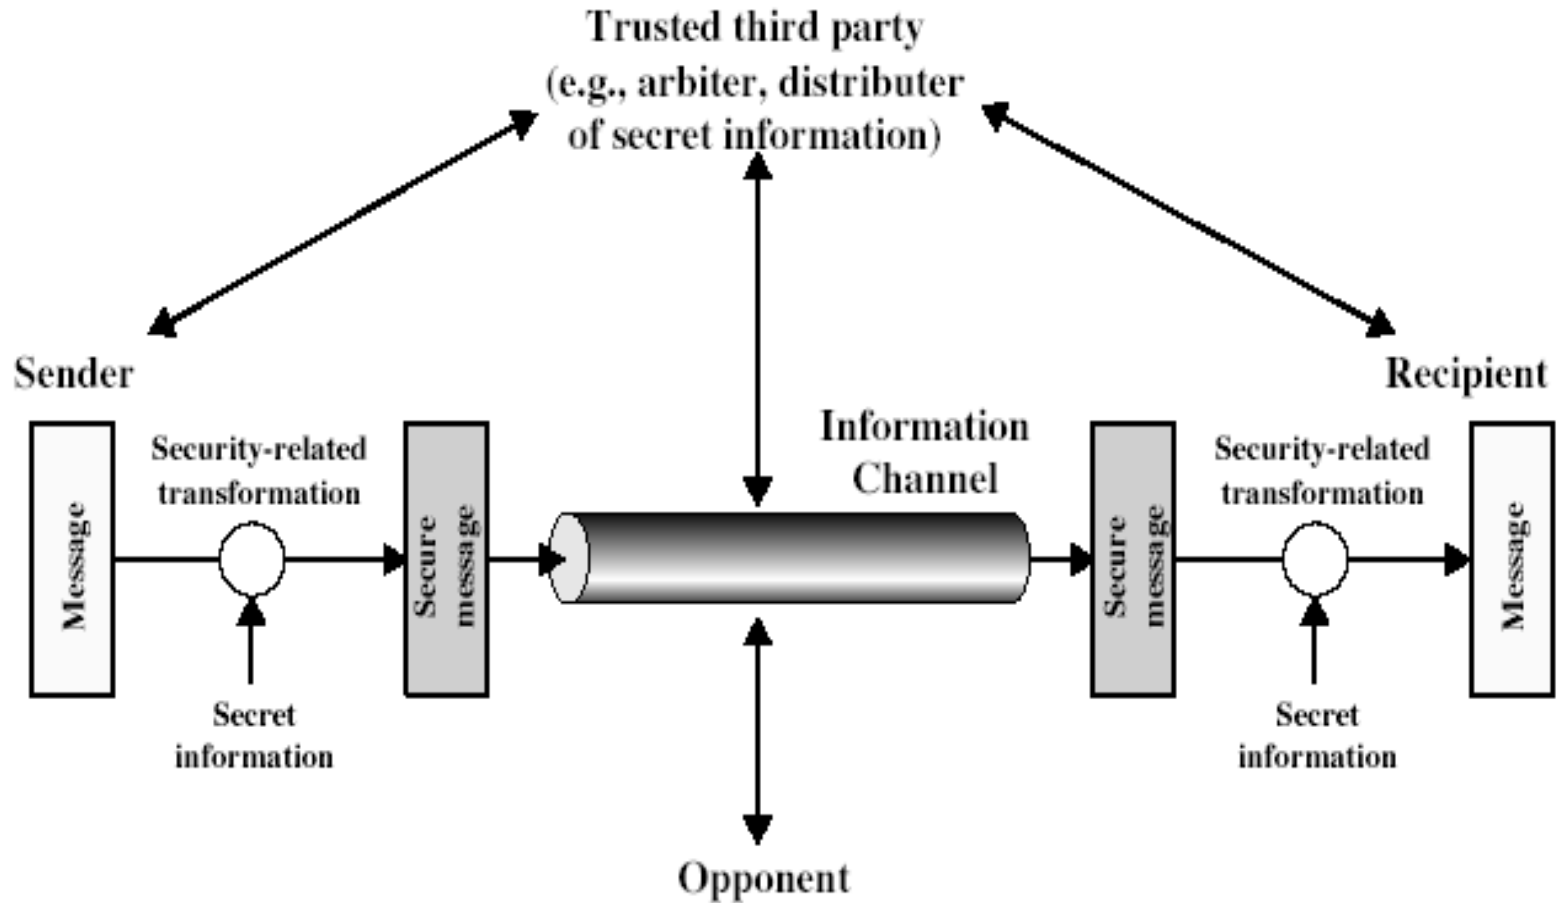 Trusted third party
(e.g., arbiter, distributer
of secret information)
Sender
Recipient
Information
Channel
Security-related
transformation
Security-related
transformation
Message
Secure
message
Secure
message
Message
Secret
information
Secret
information
Opponent